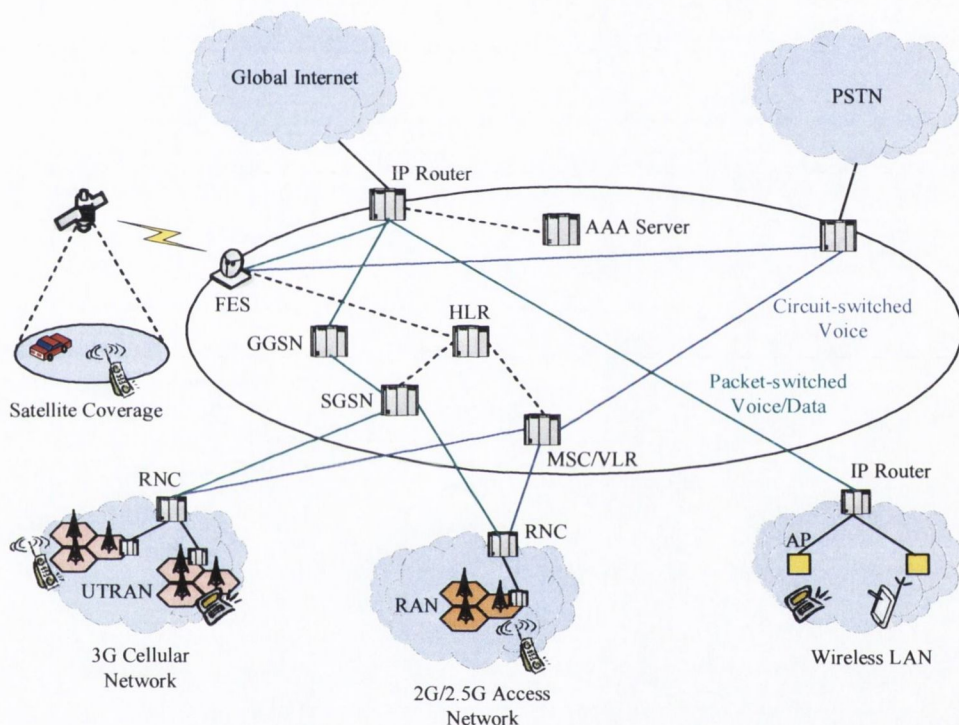 Global Internet
PSTN
IP Router
AAA Server
FES
HLR
Circuit-switched
Voice
GGSN
Packet-switched
Voice/Data
SGSN
Satellite Coverage
MSC/VLR
RNC
IP Router
RNC
AP
UTRAN
RAN
3G Cellular
Network
Wireless LAN
2G/2.5G Access
Network